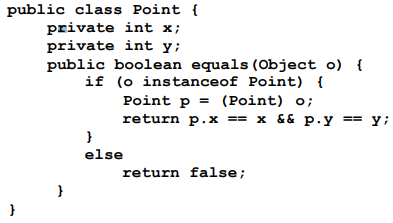 public class Point {
private int x;
private int y;
public boolean equals(Object o) {
if (o instanceof Point) {
Point p = (Point) o;
return p.x == x && p.y == y;
}
else
return false;
}
}